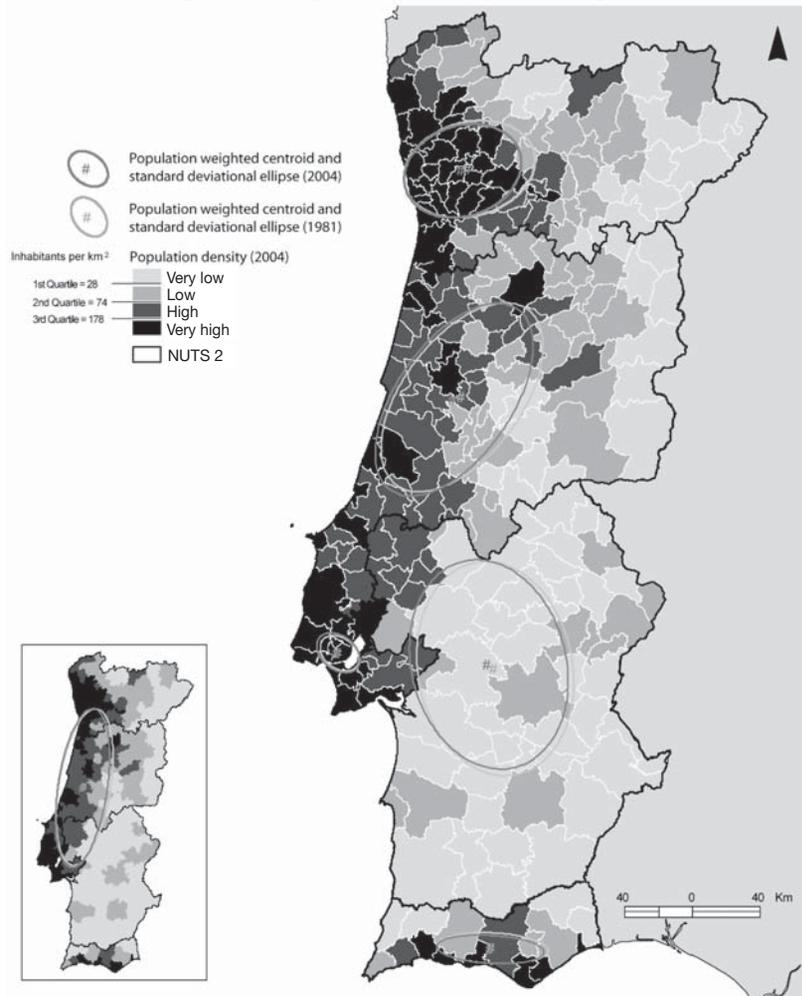 # Population weighted centroid and
standard deviational ellipse (2004)
# Population weighted centroid and
standard deviational ellipse (1981)
Inhabitants per km² Population density (2004)
1st Quartile = 28
2nd Quartile = 74
3rd Quartile = 178
Very low
Low
High
Very high
NUTS 2
40 0 40 Km